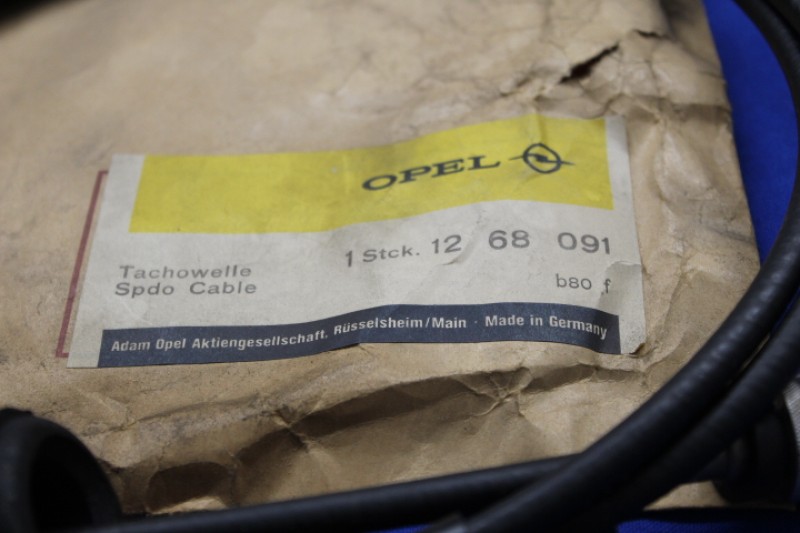 OPEL
1 Stck. 12 68 091
Tachowelle
Spdo Cable
b80 f
Adam Opel Aktiengesellschaft. Rüsselsheim/Main · Made in Germany